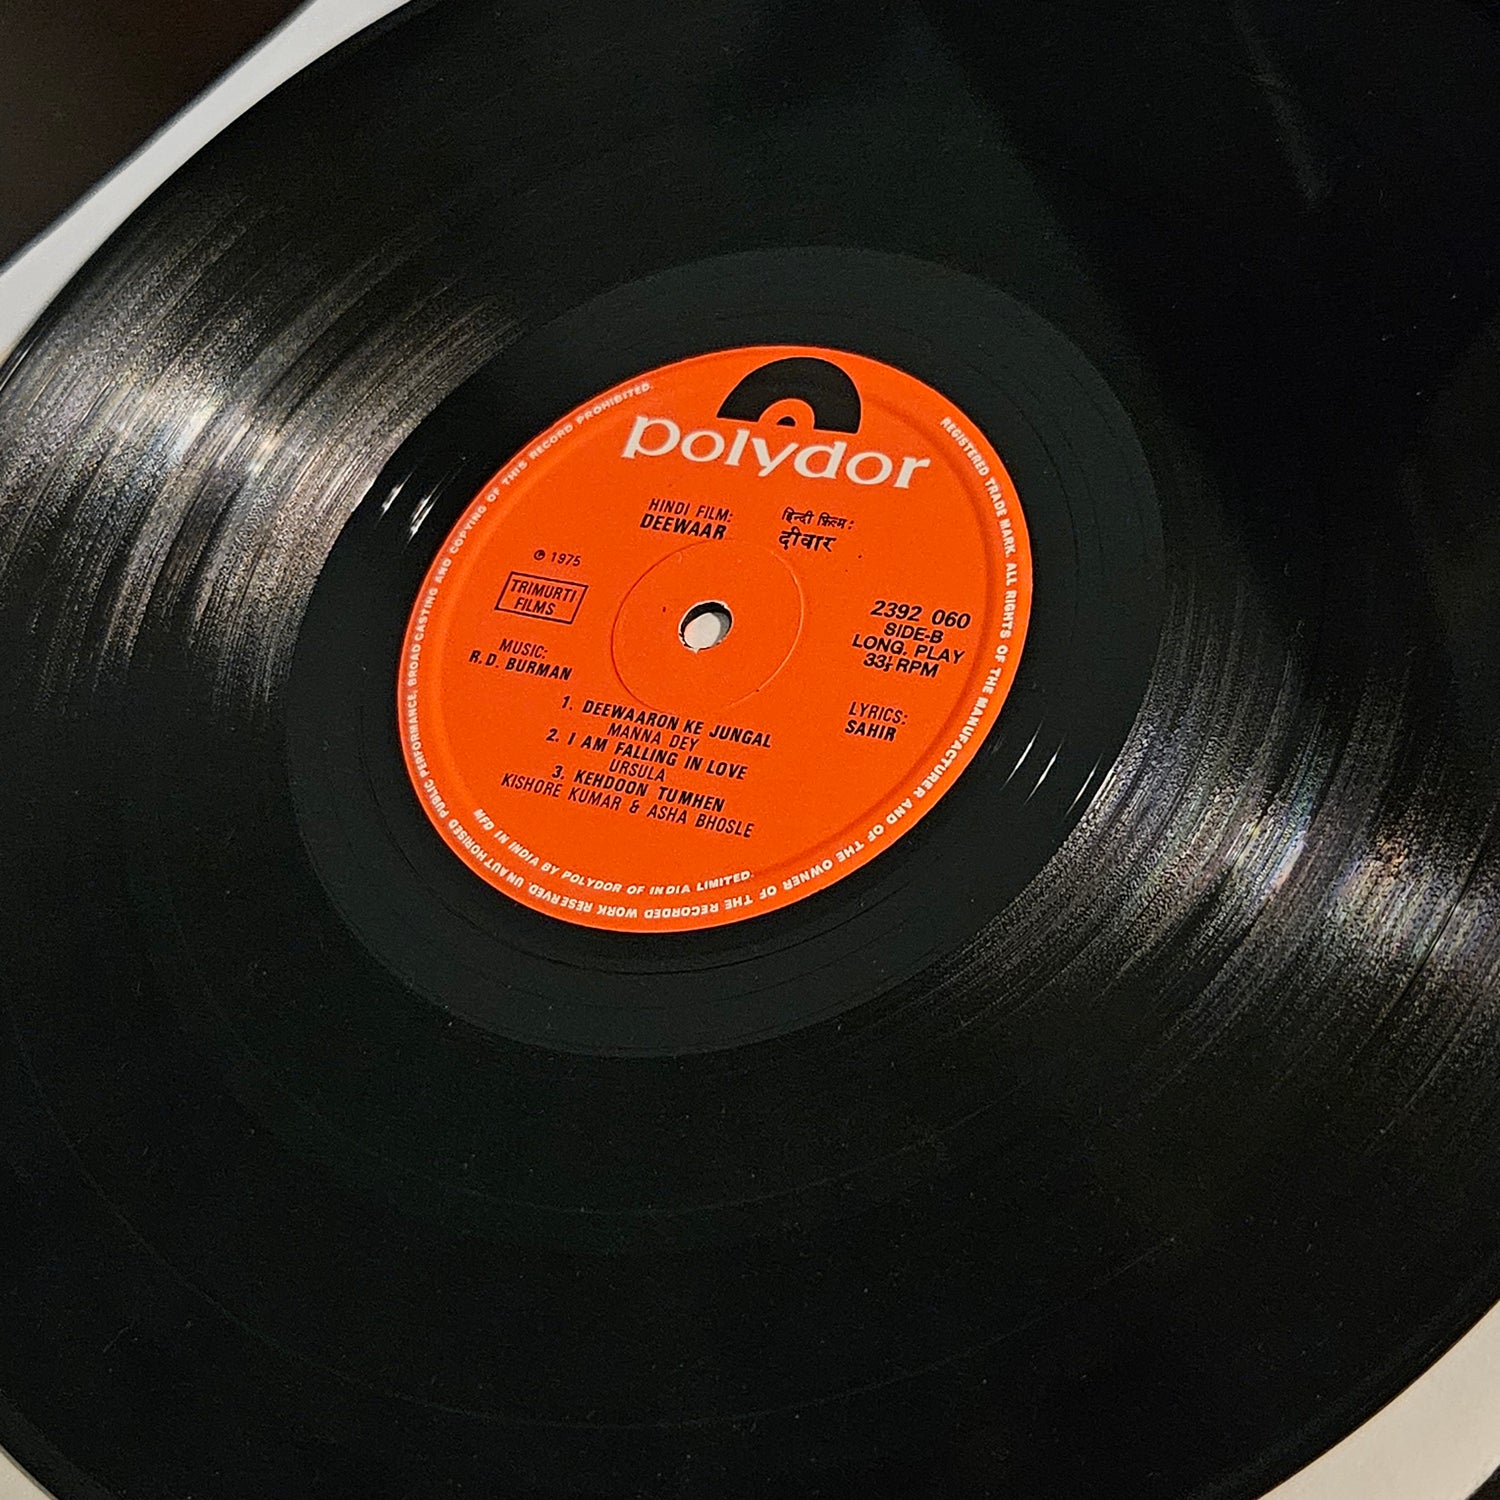 polydor
HINDI FILM:
DEEWAAR
हिन्दी फ़िल्म :
दीवार
℗ 1975
TRIMURTI
FILMS
2392 060
SIDE-B
LONG. PLAY
33⅓ RPM
MUSIC:
R.D. BURMAN
LYRICS:
SAHIR
1. DEEWAARON KE JUNGAL
MANNA DEY
2. I AM FALLING IN LOVE
URSULA
3. KEHDOON TUMHEN
KISHORE KUMAR & ASHA BHOSLE
MFD IN INDIA BY POLYDOR OF INDIA LIMITED.
REGISTERED TRADE MARK. ALL RIGHTS OF THE MANUFACTURER AND OF THE OWNER OF THE RECORDED WORK RESERVED. UNAUTHORISED PUBLIC PERFORMANCE, BROAD CASTING AND COPYING OF THIS RECORD PROHIBITED.